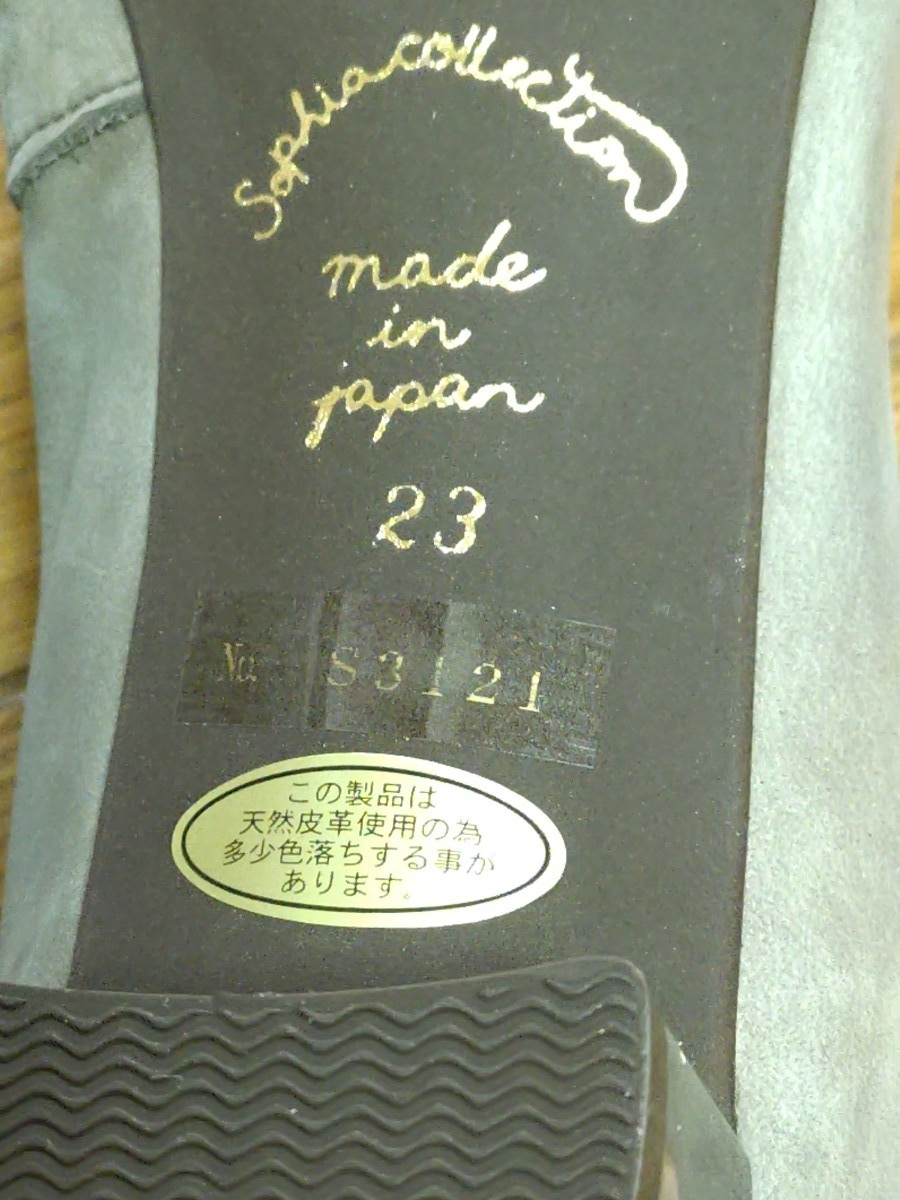 Sophia collection
made
in
japan
23
No. S3121
この製品は
天然皮革使用の為
多少色落ちする事が
あります。